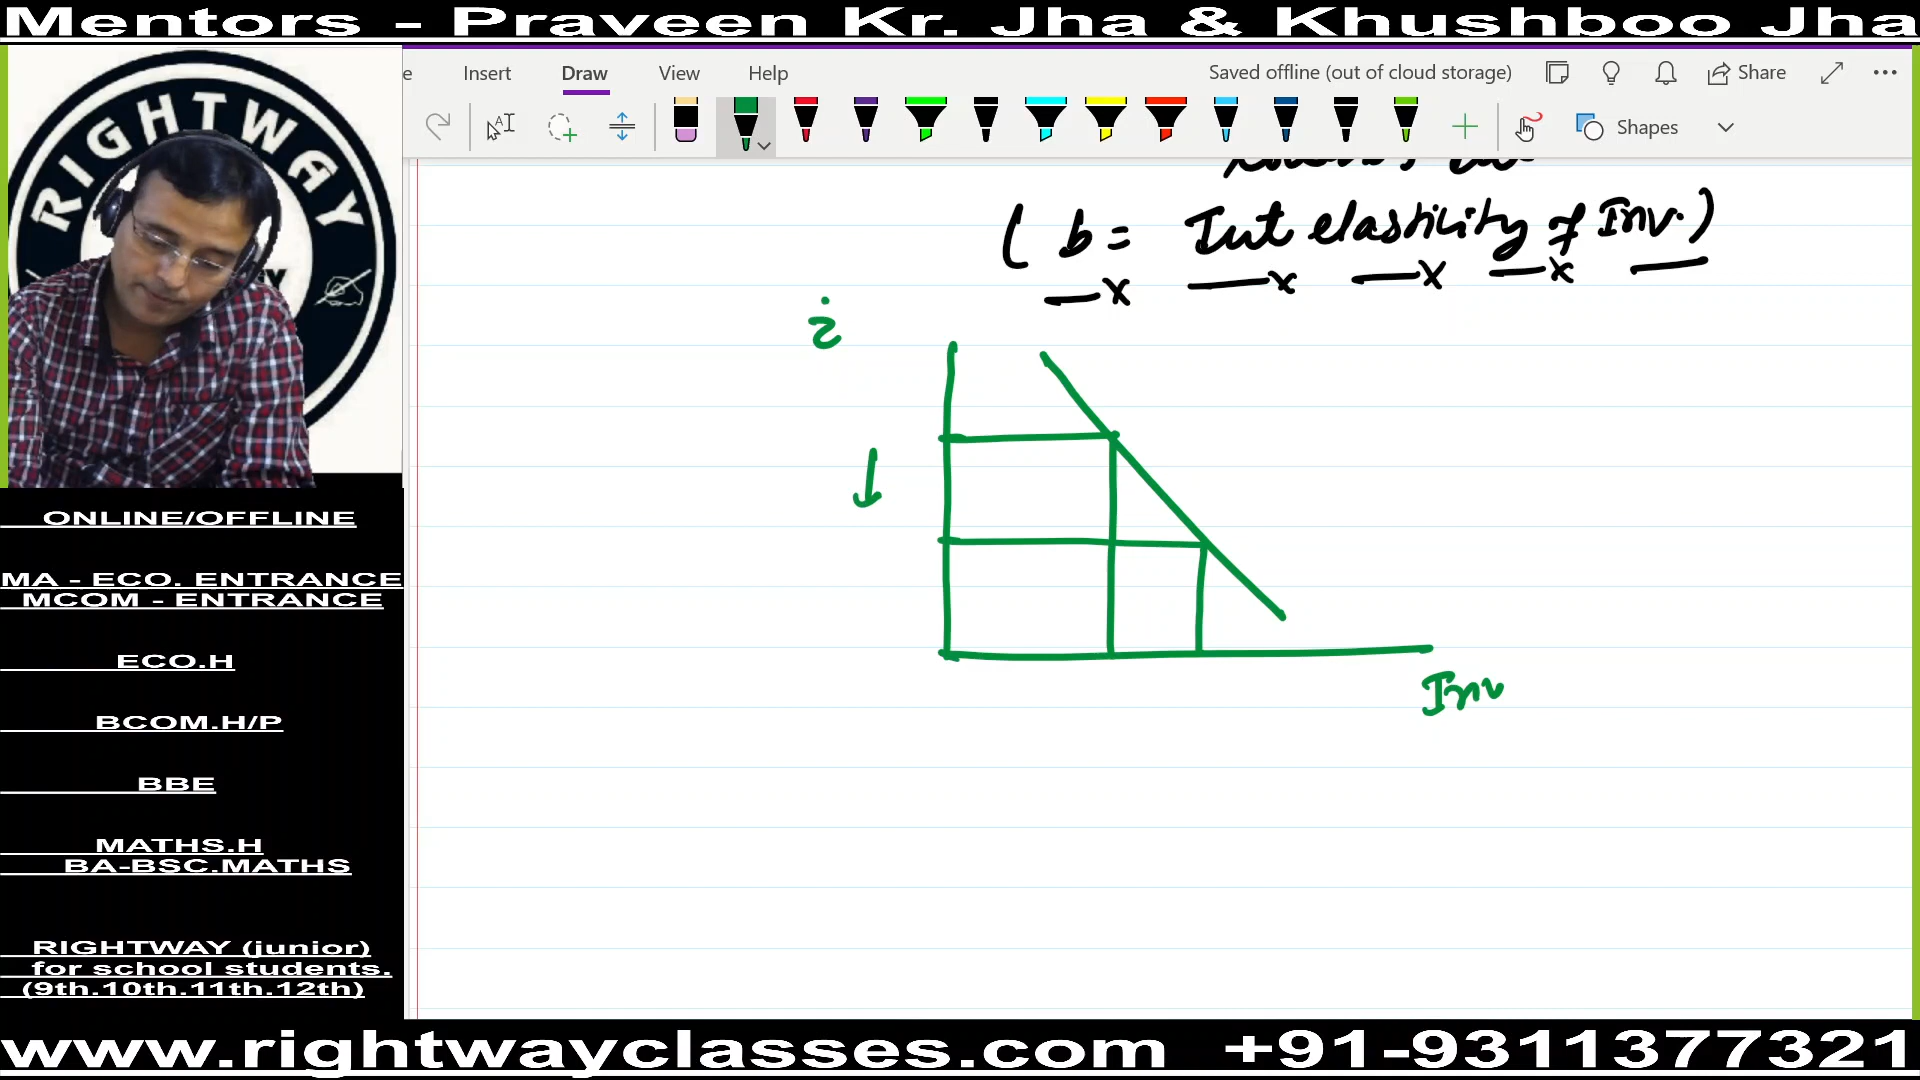 Mentors - Praveen Kr. Jha & Khushboo Jha
Insert Draw View Help
Saved offline (out of cloud storage)
Share
Shapes
RIGHTWAY
( b = Int elasticity of Inv. )
i
Inv
ONLINE/OFFLINE
MA - ECO. ENTRANCE
MCOM - ENTRANCE
ECO.H
BCOM.H/P
BBE
MATHS.H
BA-BSC.MATHS
RIGHTWAY (junior)
for school students.
(9th.10th.11th.12th)
www.rightwayclasses.com +91-9311377321